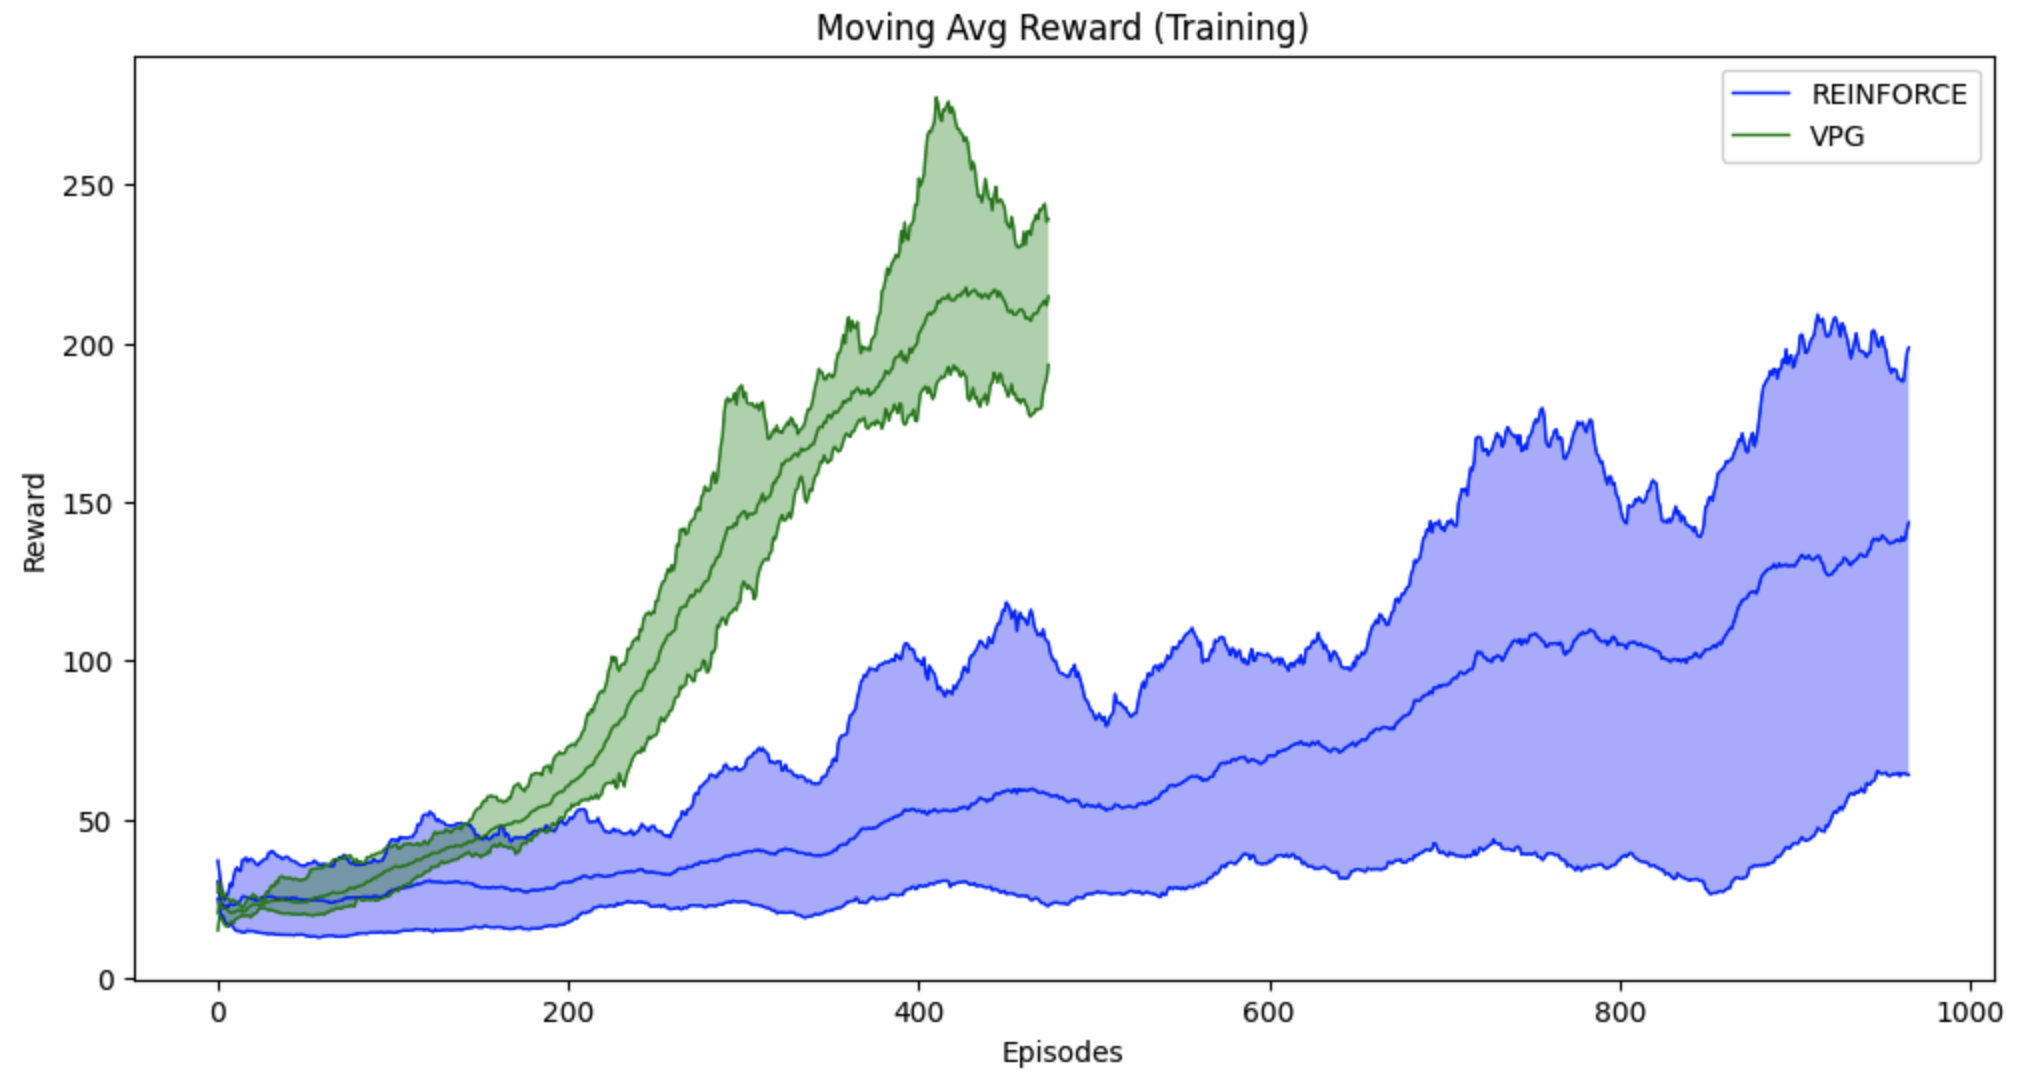 Moving Avg Reward (Training)
REINFORCE
VPG
Reward
250
200
150
100
50
0
0 200 400 600 800 1000
Episodes